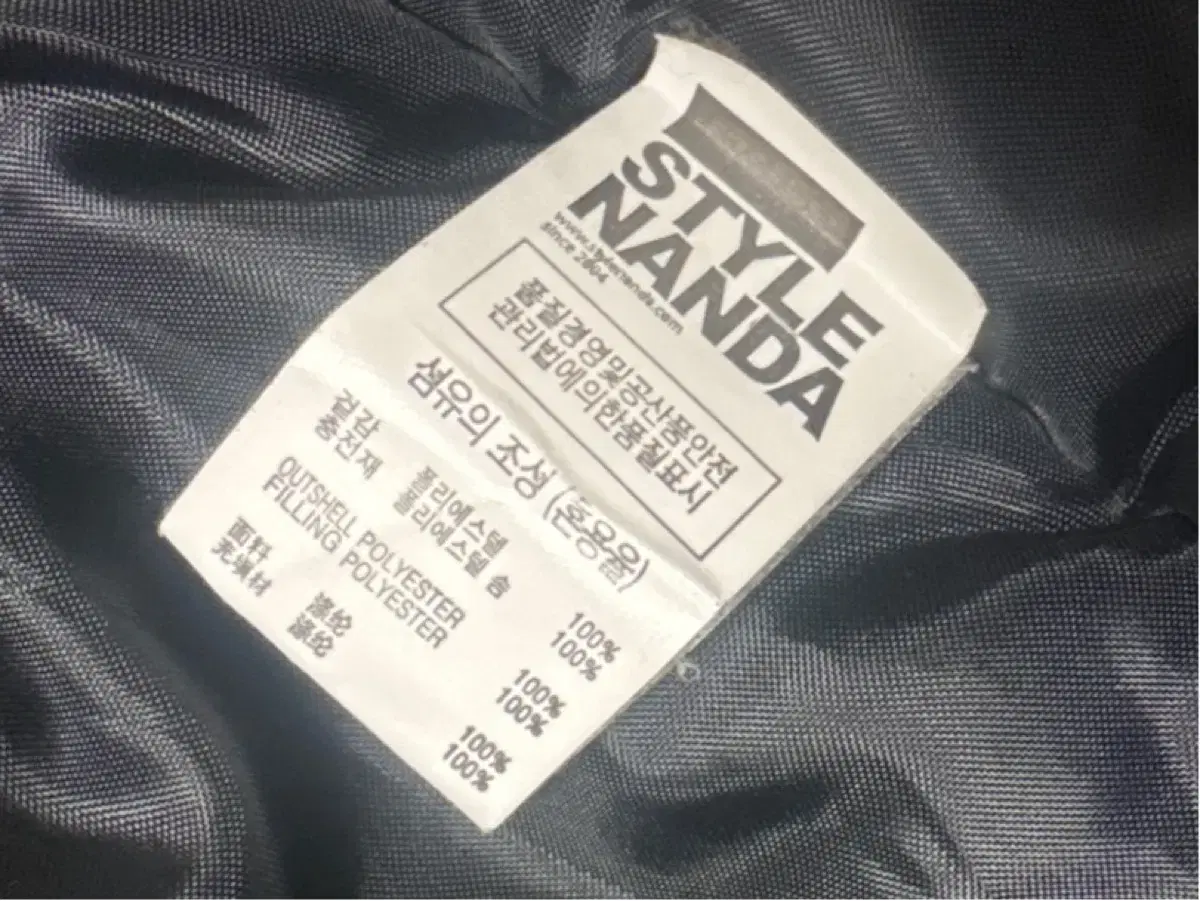 STYLE
NANDA
www.stylenanda.com
since 2004
품질경영및공산품안전
관리법에의한품질표시
섬유의 조성 (혼용율)
겉감 폴리에스텔 100%
충전재 폴리에스텔 솜 100%
OUTSHELL POLYESTER 100%
FILLING POLYESTER 100%
面料 涤纶 100%
充填材 涤纶 100%